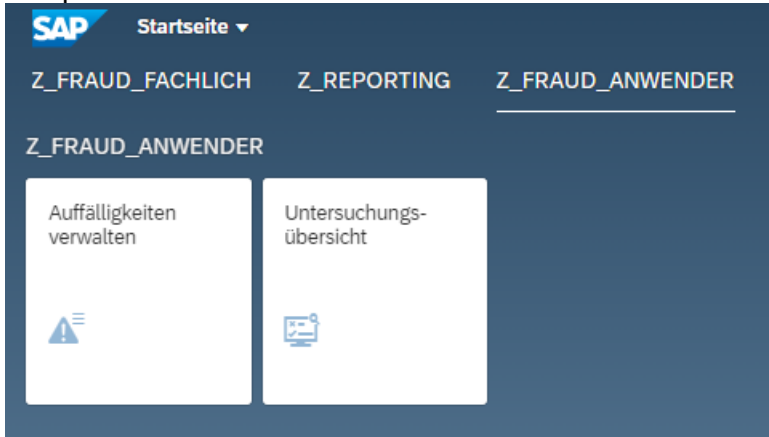 SAP Startseite
Z_FRAUD_FACHLICH Z_REPORTING Z_FRAUD_ANWENDER
Z_FRAUD_ANWENDER
Auffälligkeiten
verwalten
Untersuchungs-
übersicht